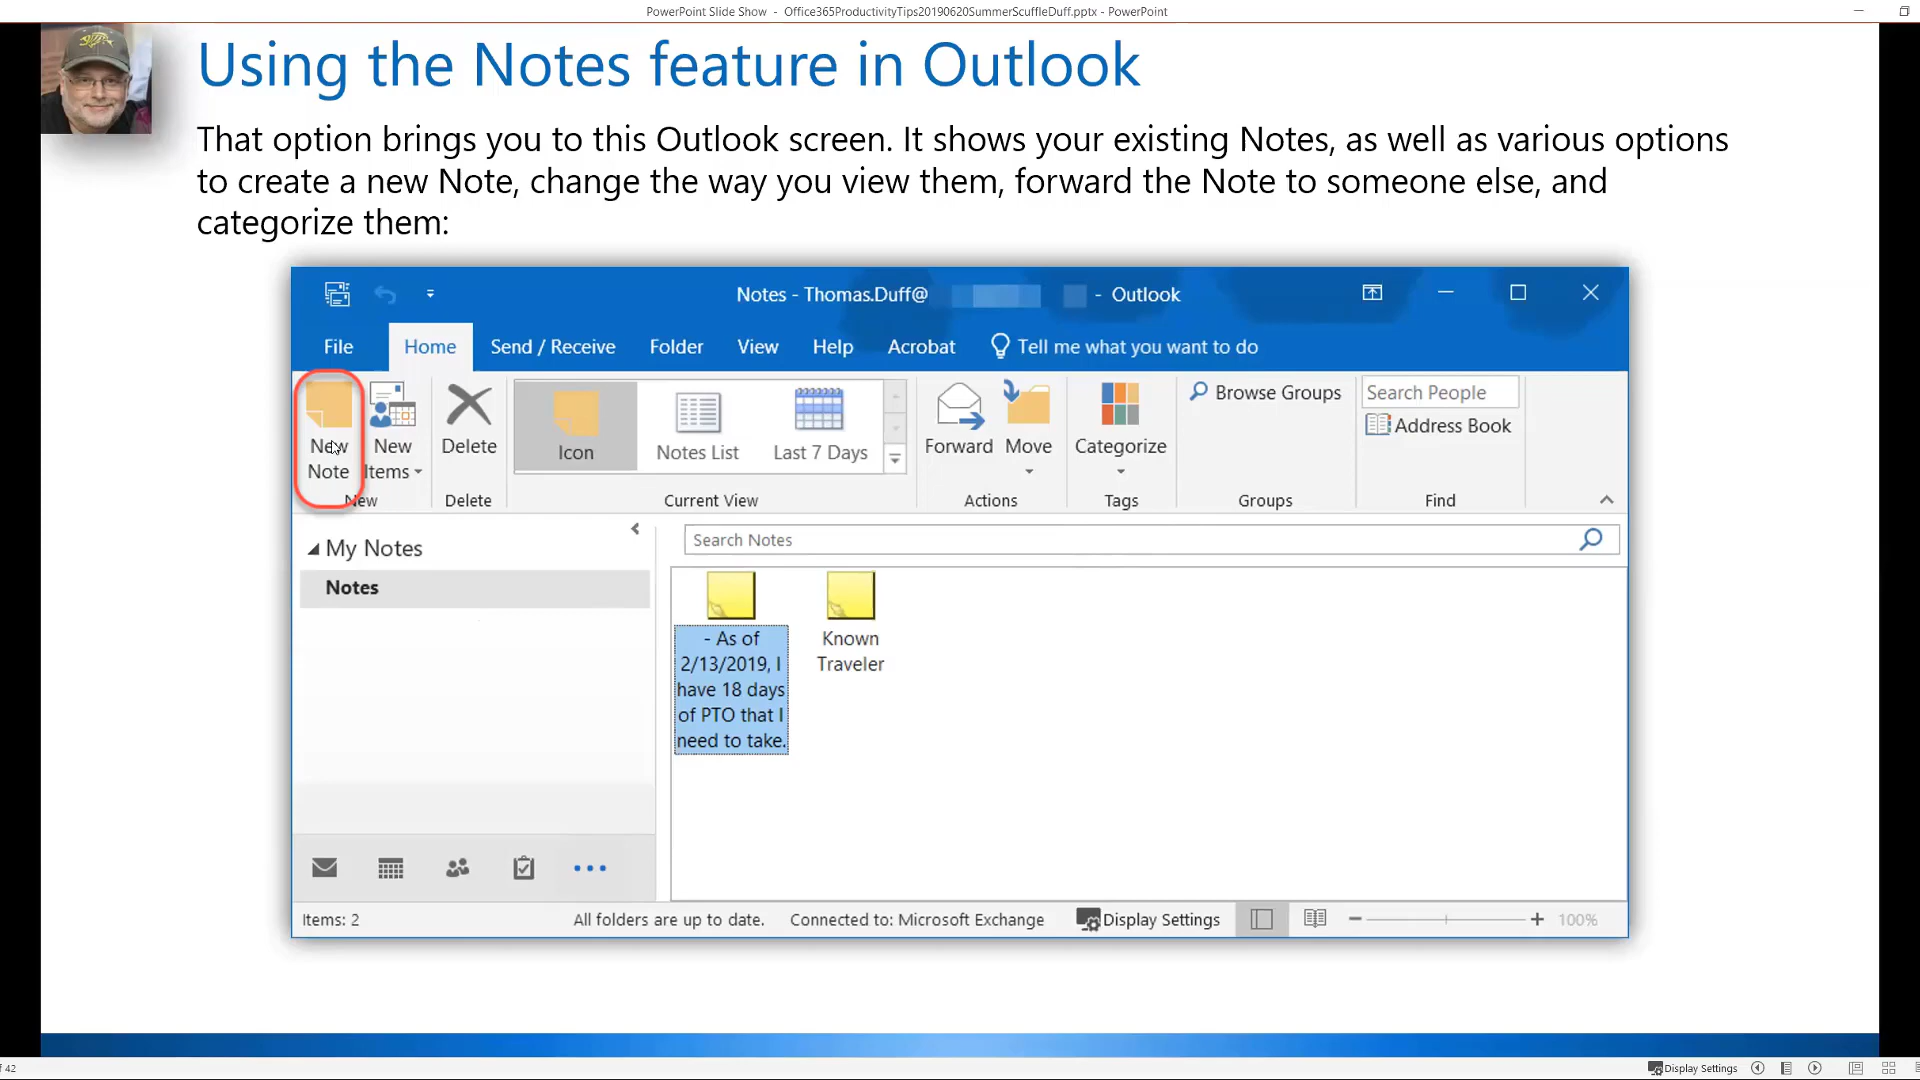 PowerPoint Slide Show - Office365ProductivityTips20190620SummerScuffleDuff.pptx - PowerPoint
Using the Notes feature in Outlook
That option brings you to this Outlook screen. It shows your existing Notes, as well as various options
to create a new Note, change the way you view them, forward the Note to someone else, and
categorize them:
Notes - Thomas.Duff@ - Outlook
File Home Send / Receive Folder View Help Acrobat Tell me what you want to do
New Note
New Items
Delete
Icon
Notes List
Last 7 Days
Forward
Move
Categorize
Browse Groups
Search People
Address Book
New
Delete
Current View
Actions
Tags
Groups
Find
My Notes
Search Notes
Notes
- As of
2/13/2019, I
have 18 days
of PTO that I
need to take.
Known
Traveler
Items: 2
All folders are up to date.
Connected to: Microsoft Exchange
Display Settings
100%
f 42
Display Settings